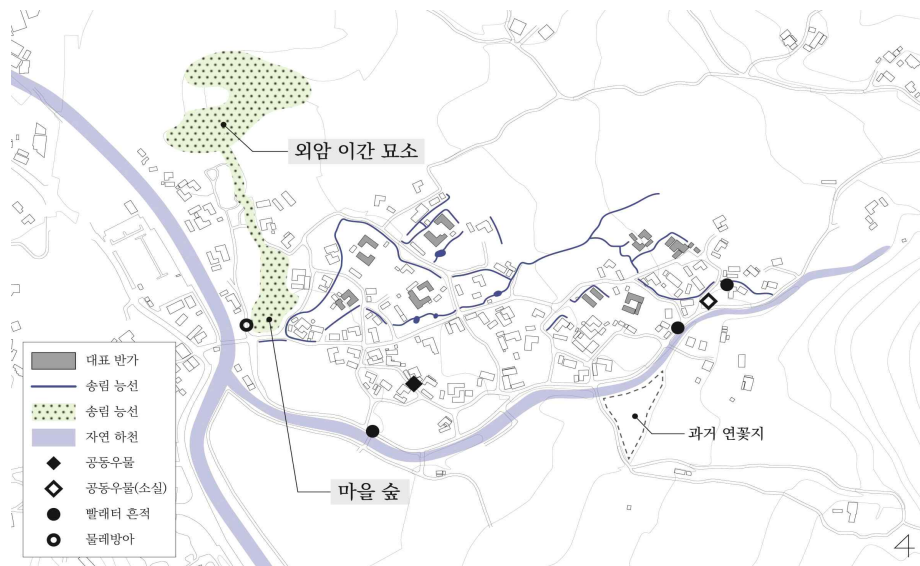 외암 이간 묘소
대표 반가
송림 능선
송림 능선
자연 하천
공동우물
공동우물(소실)
빨래터 흔적
물레방아
과거 연꽃지
마을 숲